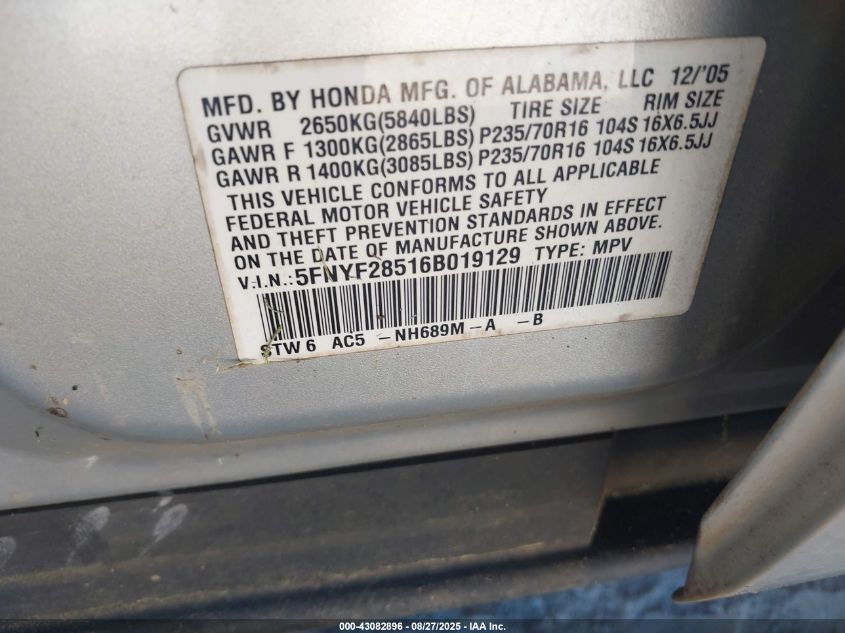 MFD. BY HONDA MFG. OF ALABAMA, LLC 12/'05
GVWR 2650KG(5840LBS) TIRE SIZE RIM SIZE
GAWR F 1300KG(2865LBS) P235/70R16 104S 16X6.5JJ
GAWR R 1400KG(3085LBS) P235/70R16 104S 16X6.5JJ
THIS VEHICLE CONFORMS TO ALL APPLICABLE
FEDERAL MOTOR VEHICLE SAFETY
AND THEFT PREVENTION STANDARDS IN EFFECT
ON THE DATE OF MANUFACTURE SHOWN ABOVE.
V.I.N.: 5FNYF28516B019129 TYPE: MPV
STW 6 AC5 -NH689M-A -B
000-43082896 - 08/27/2025 - IAA Inc.